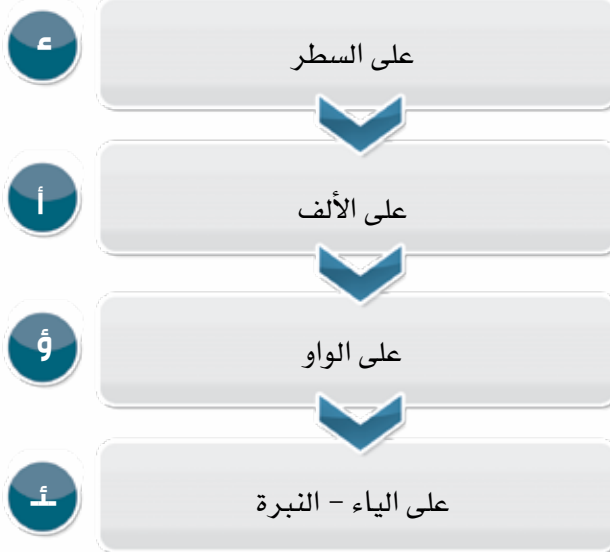 ء
على السطر
أ
على الألف
ؤ
على الواو
ئـ
على الياء - النبرة